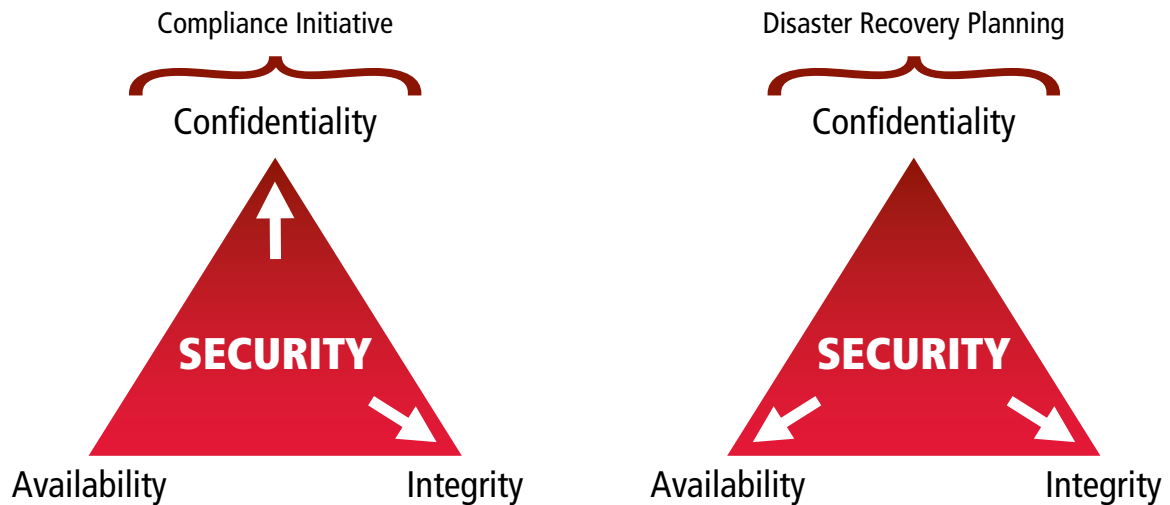 Compliance Initiative
Confidentiality
SECURITY
Availability
Integrity
Disaster Recovery Planning
Confidentiality
SECURITY
Availability
Integrity